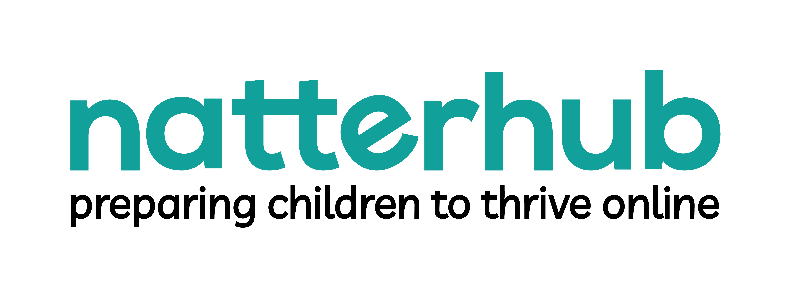 natterhub
preparing children to thrive online